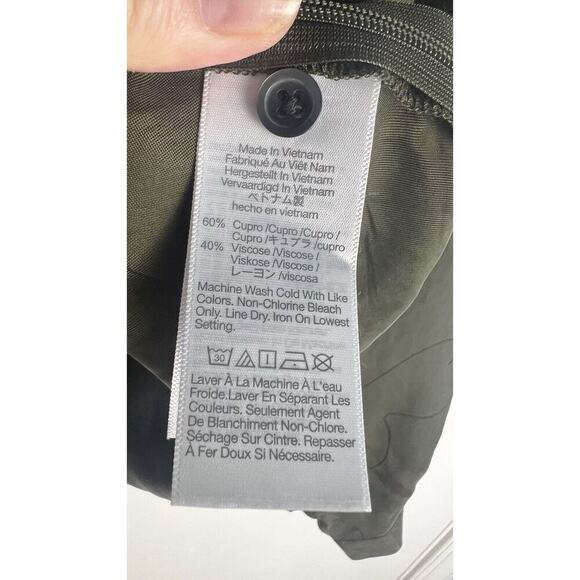 Made In Vietnam
Fabriqué Au Viêt Nam
Hergestellt In Vietnam
Vervaardigd In Vietnam
ベトナム製
hecho en vietnam
60% Cupro /Cupro /Cupro /
Cupro /キュプラ /cupro
40% Viscose /Viscose /
Viskose /Viscose /
レーヨン /viscosa
Machine Wash Cold With Like
Colors. Non-Chlorine Bleach
Only. Line Dry. Iron On Lowest
Setting.
30
Laver À La Machine À L'eau
Froide.Laver En Séparant Les
Couleurs. Seulement Agent
De Blanchiment Non-Chlore.
Séchage Sur Cintre. Repasser
À Fer Doux Si Nécessaire.